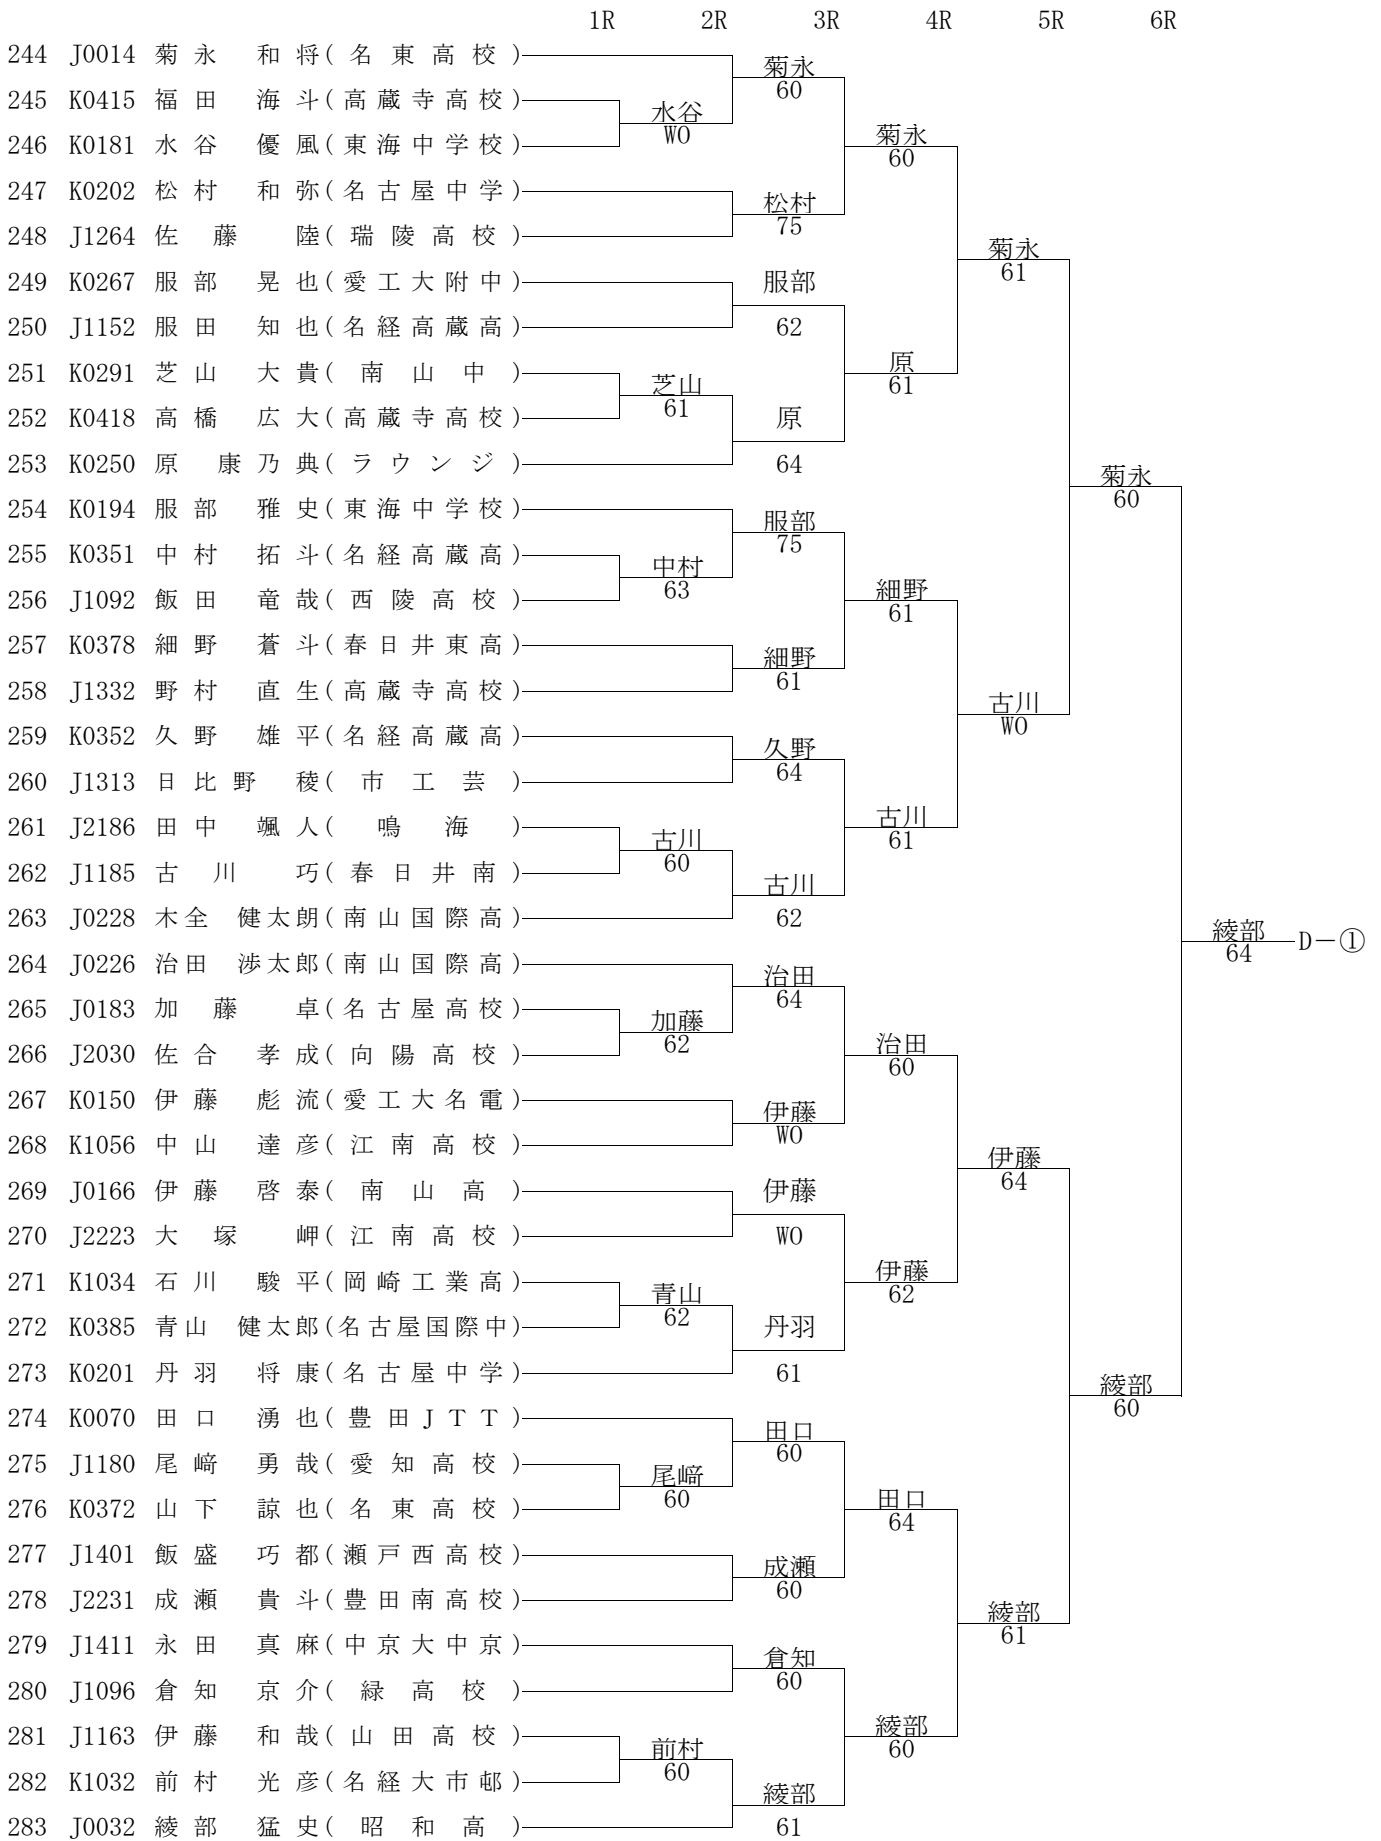 1R 2R 3R 4R 5R 6R
244 J0014 菊永 和将(名東高校)
菊永
60
245 K0415 福田 海斗(高蔵寺高校)
水谷
WO
246 K0181 水谷 優風(東海中学校)
菊永
60
247 K0202 松村 和弥(名古屋中学)
松村
75
248 J1264 佐藤 陸(瑞陵高校)
菊永
61
249 K0267 服部 晃也(愛工大附中)
服部
250 J1152 服田 知也(名経高蔵高)
62
原
61
251 K0291 芝山 大貴(南山中)
芝山
61
252 K0418 高橋 広大(高蔵寺高校)
原
253 K0250 原 康乃典(ラウンジ)
64
菊永
60
254 K0194 服部 雅史(東海中学校)
服部
75
255 K0351 中村 拓斗(名経高蔵高)
中村
63
256 J1092 飯田 竜哉(西陵高校)
細野
61
257 K0378 細野 蒼斗(春日井東高)
細野
61
258 J1332 野村 直生(高蔵寺高校)
古川
WO
259 K0352 久野 雄平(名経高蔵高)
久野
64
260 J1313 日比野 稜(市工芸)
古川
61
261 J2186 田中 颯人(鳴海)
古川
60
262 J1185 古川 巧(春日井南)
古川
263 J0228 木全 健太朗(南山国際高)
62
綾部
64
D－①
264 J0226 治田 渉太郎(南山国際高)
治田
64
265 J0183 加藤 卓(名古屋高校)
加藤
62
266 J2030 佐合 孝成(向陽高校)
治田
60
267 K0150 伊藤 彪流(愛工大名電)
伊藤
WO
268 K1056 中山 達彦(江南高校)
伊藤
64
269 J0166 伊藤 啓泰(南山高)
伊藤
270 J2223 大塚 岬(江南高校)
WO
伊藤
62
271 K1034 石川 駿平(岡崎工業高)
青山
62
272 K0385 青山 健太郎(名古屋国際中)
丹羽
273 K0201 丹羽 将康(名古屋中学)
61
綾部
60
274 K0070 田口 湧也(豊田JTT)
田口
60
275 J1180 尾﨑 勇哉(愛知高校)
尾﨑
60
276 K0372 山下 諒也(名東高校)
田口
64
277 J1401 飯盛 巧都(瀬戸西高校)
成瀬
60
278 J2231 成瀬 貴斗(豊田南高校)
綾部
61
279 J1411 永田 真麻(中京大中京)
倉知
60
280 J1096 倉知 京介(緑高校)
綾部
60
281 J1163 伊藤 和哉(山田高校)
前村
60
282 K1032 前村 光彦(名経大市邨)
綾部
283 J0032 綾部 猛史(昭和高)
61